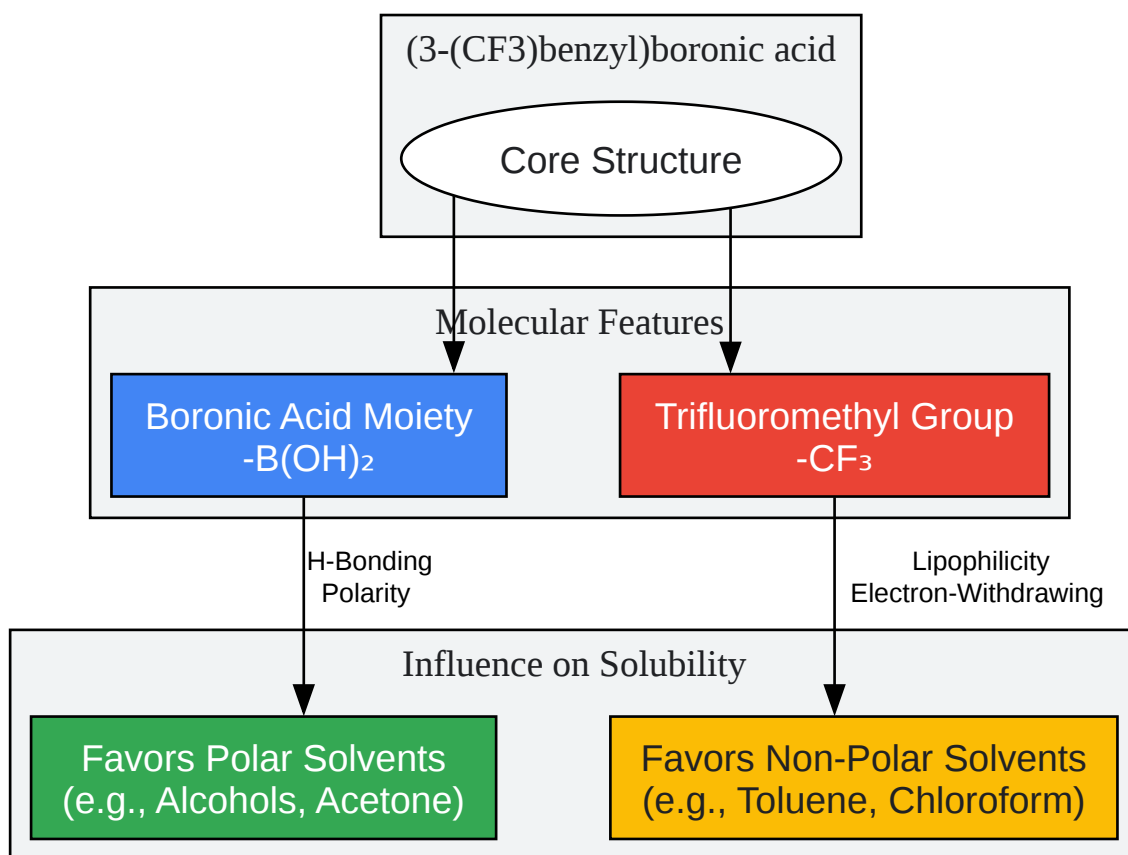 (3-(CF3)benzyl)boronic acid
Core Structure
Molecular Features
Boronic Acid Moiety
-B(OH)₂
Trifluoromethyl Group
-CF₃
H-Bonding
Polarity
Lipophilicity
Electron-Withdrawing
Influence on Solubility
Favors Polar Solvents
(e.g., Alcohols, Acetone)
Favors Non-Polar Solvents
(e.g., Toluene, Chloroform)